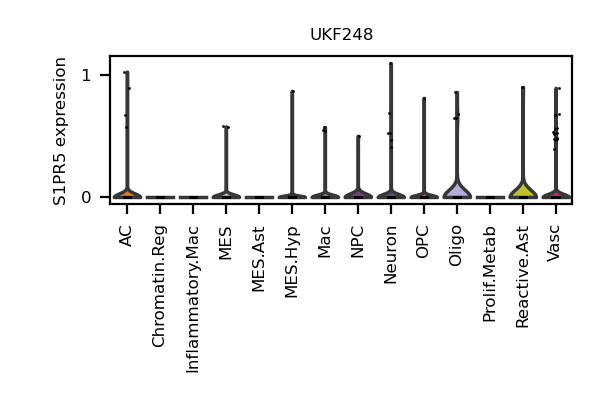 UKF248
S1PR5 expression
1
0
AC
Chromatin.Reg
Inflammatory.Mac
MES
MES.Ast
MES.Hyp
Mac
NPC
Neuron
OPC
Oligo
Prolif.Metab
Reactive.Ast
Vasc